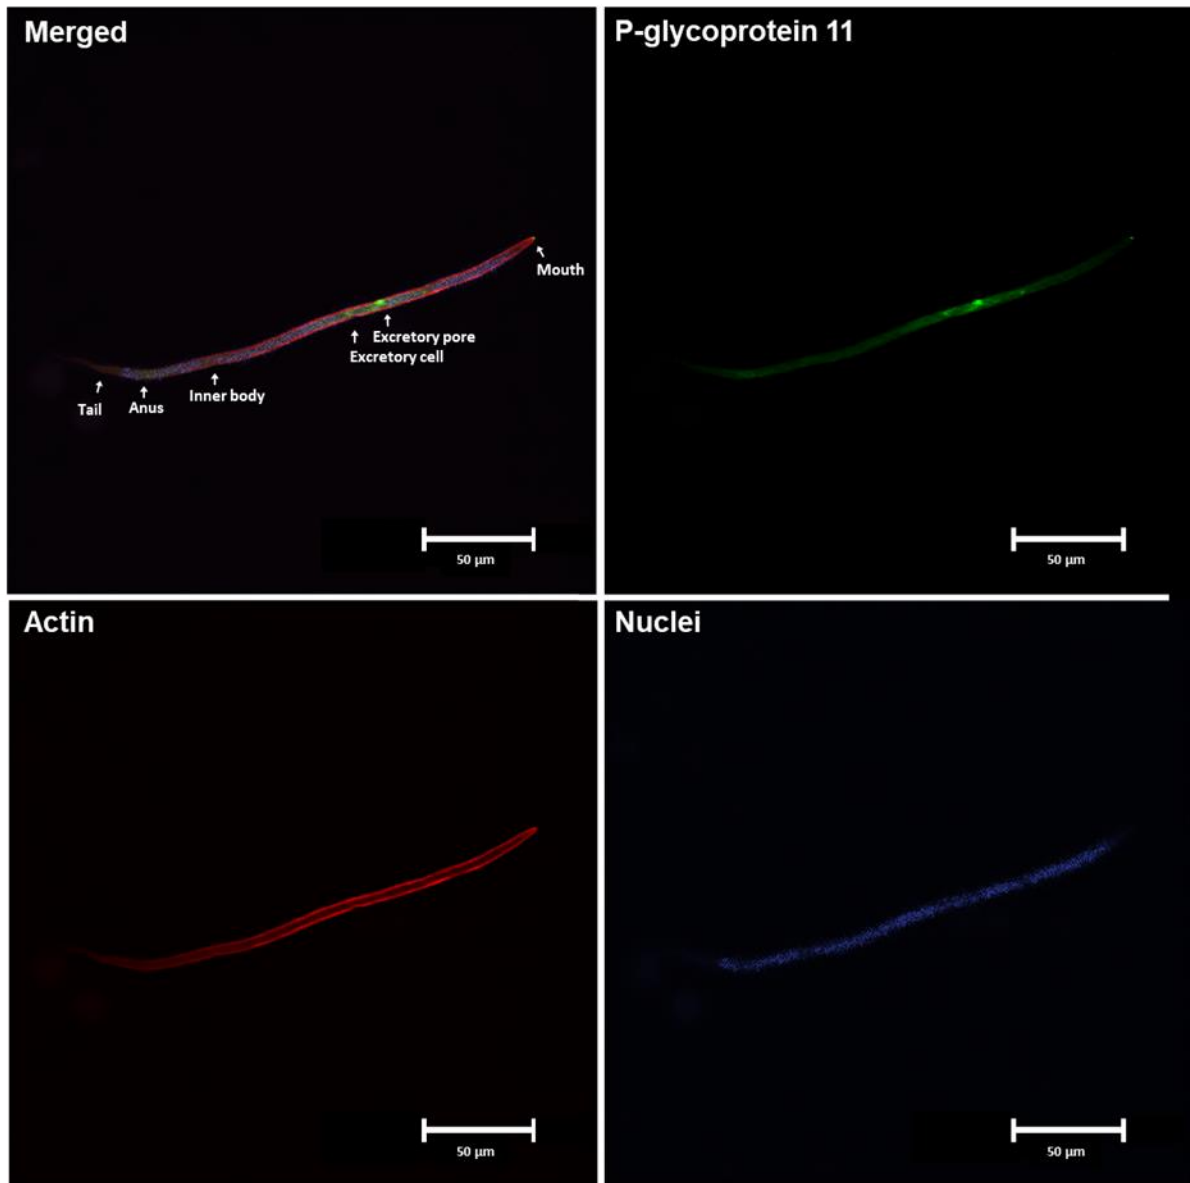 Merged
P-glycoprotein 11
Mouth
Excretory pore
Excretory cell
Inner body
Tail
Anus
50 µm
50 µm
Actin
Nuclei
50 µm
50 µm